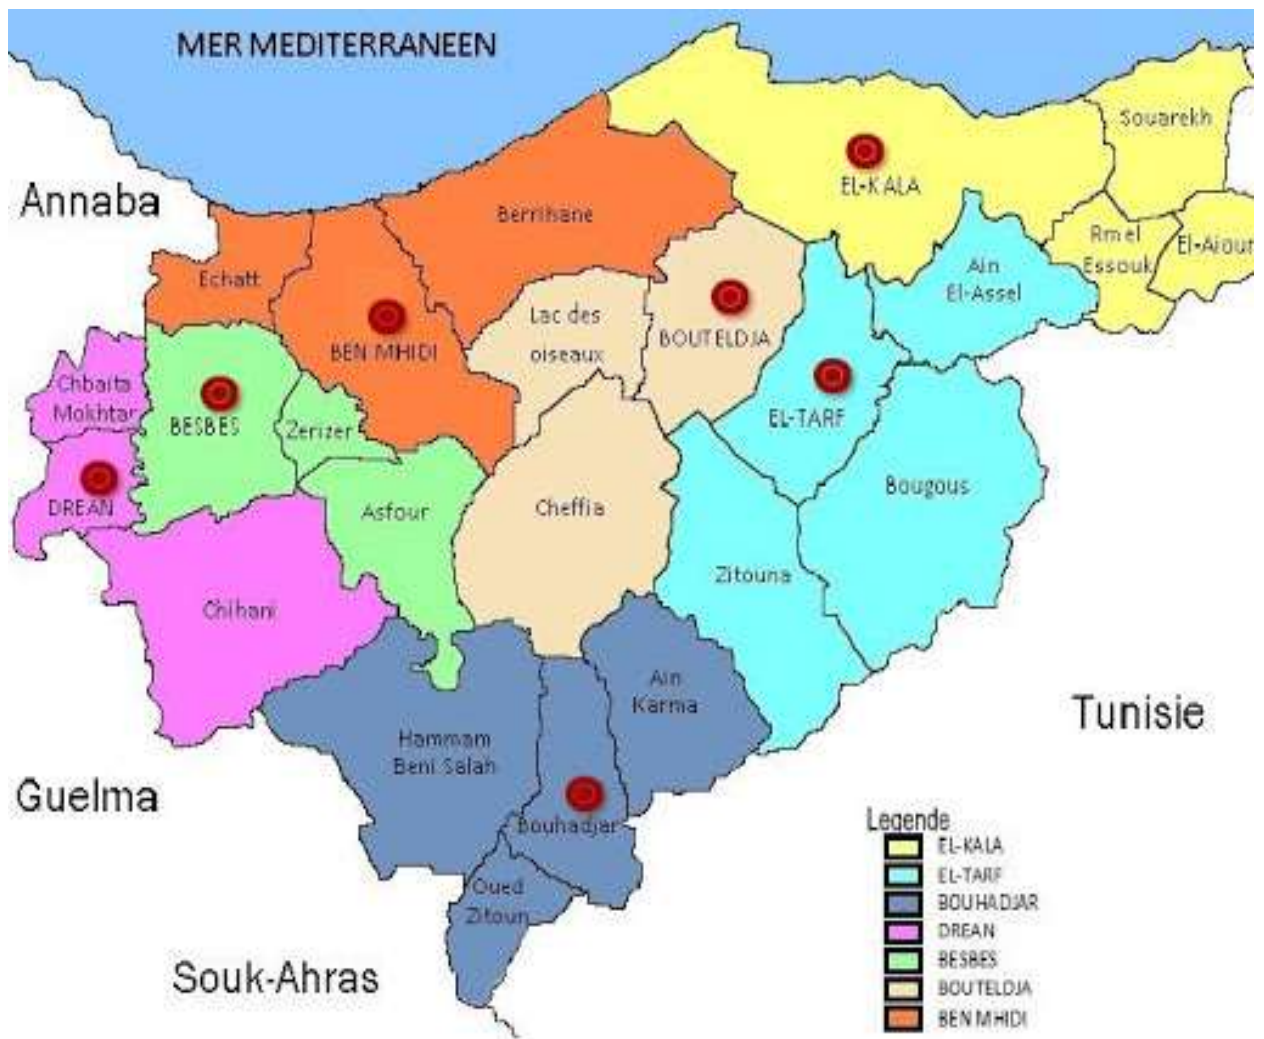 MER MEDITERRANEEN
Souarekh
EL-KALA
Annaba
Berrihane
Rmel
Essouk
El-Aioun
Echatt
Ain
El-Assel
Lac des
oiseaux
BOUTELDJA
BEN MHIDI
Chbaita
Mokhtar
BESBES
Zerizer
EL-TARF
DREAN
Asfour
Cheffia
Bougous
Zitouna
Chihani
Ain
Karma
Tunisie
Hammam
Beni Salah
Guelma
Bouhadjar
Oued
Zitoun
Souk-Ahras
Legende
EL-KALA
EL-TARF
BOUHADJAR
DREAN
BESBES
BOUTELDJA
BEN MHIDI